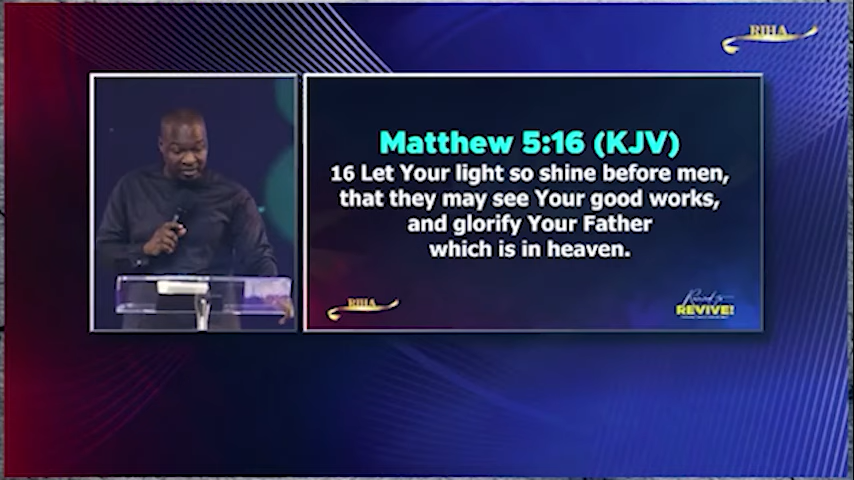 RIHA
Matthew 5:16 (KJV)
16 Let Your light so shine before men,
that they may see Your good works,
and glorify Your Father
which is in heaven.
RIHA
REVIVE!